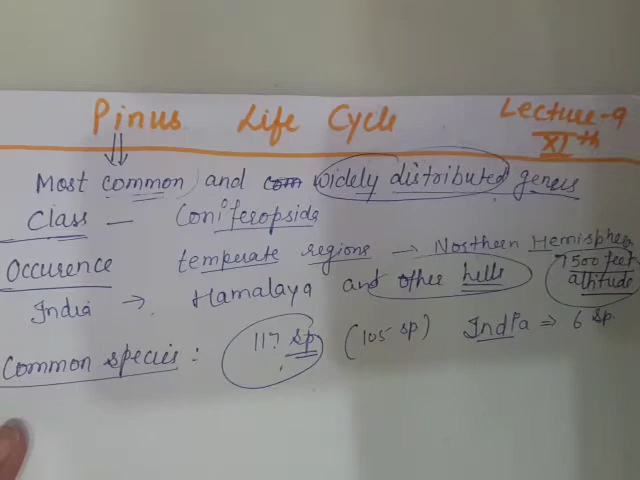 Pinus Life Cycle Lecture-9
XIth
Most common and com widely distributed genus
Class — Coniferopsida
Occurence temperate regions — Northern Hemisphere
India → Hamalaya and other hills 7500 feet altitude
Common species : 117 sp (105 sp) India ⇒ 6 sp.